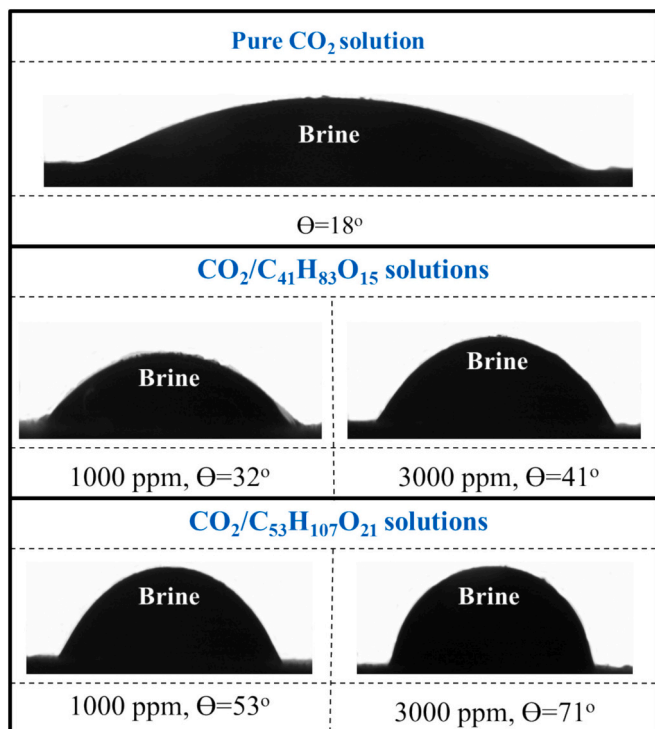 Pure CO₂ solution
Brine
Ɵ=18°
CO₂/C₄₁H₈₃O₁₅ solutions
Brine
Brine
1000 ppm, Ɵ=32°
3000 ppm, Ɵ=41°
CO₂/C₅₃H₁₀₇O₂₁ solutions
Brine
Brine
1000 ppm, Ɵ=53°
3000 ppm, Ɵ=71°